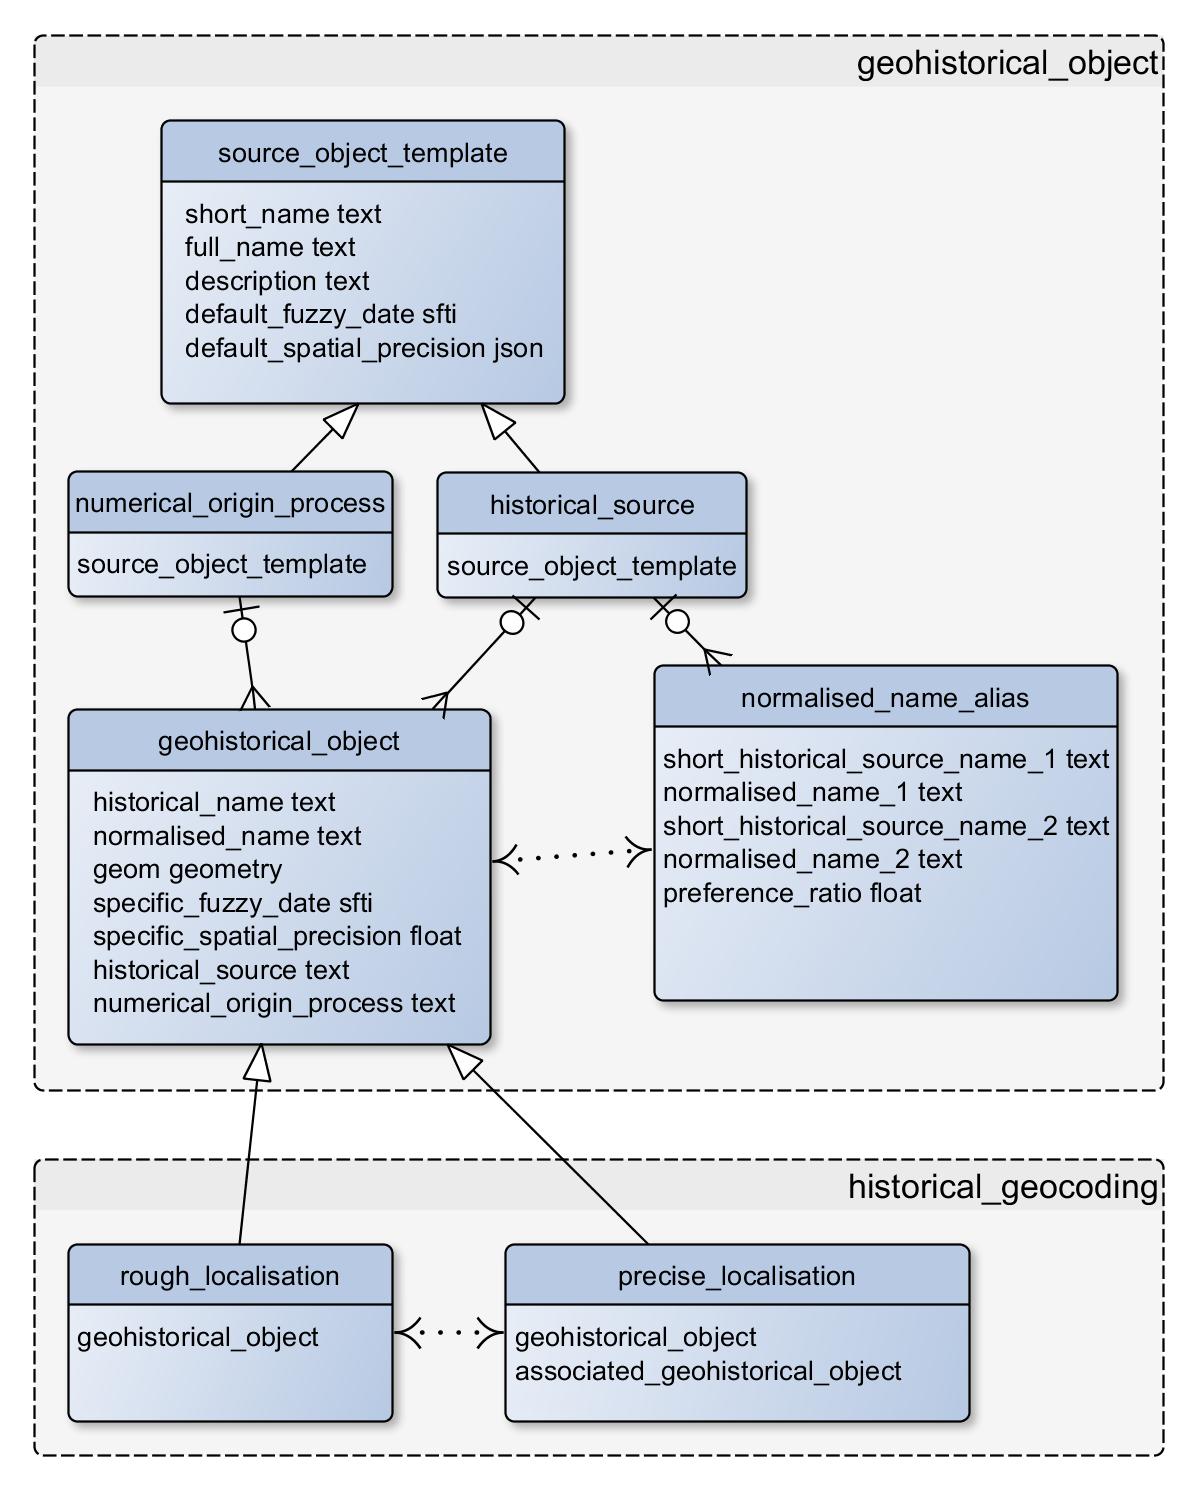 geohistorical_object
source_object_template
short_name text
full_name text
description text
default_fuzzy_date sfti
default_spatial_precision json
numerical_origin_process
source_object_template
historical_source
source_object_template
geohistorical_object
historical_name text
normalised_name text
geom geometry
specific_fuzzy_date sfti
specific_spatial_precision float
historical_source text
numerical_origin_process text
normalised_name_alias
short_historical_source_name_1 text
normalised_name_1 text
short_historical_source_name_2 text
normalised_name_2 text
preference_ratio float
historical_geocoding
rough_localisation
geohistorical_object
precise_localisation
geohistorical_object
associated_geohistorical_object